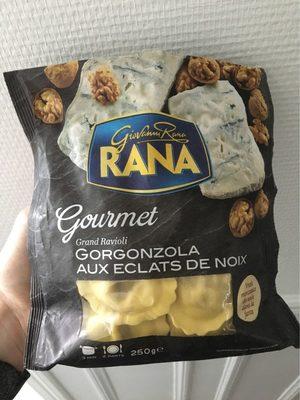 Giovanni Rana
RANA
Gourmet
Grand Ravioli
GORGONZOLA
AUX ECLATS DE NOIX
250g e